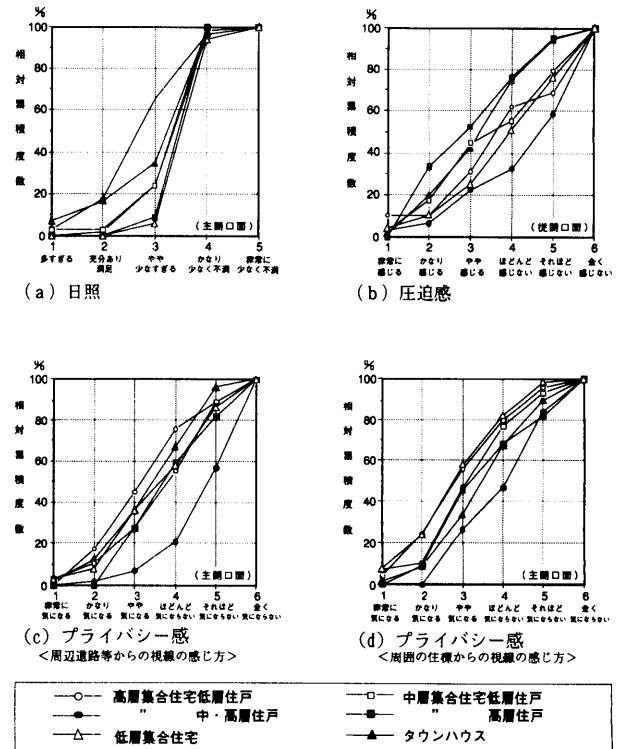 %
相対累積度数
100
80
60
40
20
0
1
2
3
4
5
多すぎる
充分あり
満足
やや
少なすぎる
かなり
少なく不満
非常に
少なく不満
(主開口面)
(a) 日照
%
相対累積度数
100
80
60
40
20
0
1
2
3
4
5
6
非常に
感じる
かなり
感じる
やや
感じる
ほとんど
感じない
それほど
感じない
全く
感じない
(従開口面)
(b) 圧迫感
%
相対累積度数
100
80
60
40
20
0
1
2
3
4
5
6
非常に
気になる
かなり
気になる
やや
気になる
ほとんど
気にならない
それほど
気にならない
全く
気にならない
(主開口面)
(c) プライバシー感
<周辺道路等からの視線の感じ方>
%
相対累積度数
100
80
60
40
20
0
1
2
3
4
5
6
非常に
気になる
かなり
気になる
やや
気になる
ほとんど
気にならない
それほど
気にならない
全く
気にならない
(主開口面)
(d) プライバシー感
<周囲の住棟からの視線の感じ方>
高層集合住宅低層住戸
〃 中・高層住戸
低層集合住宅
中層集合住宅低層住戸
〃 高層住戸
タウンハウス